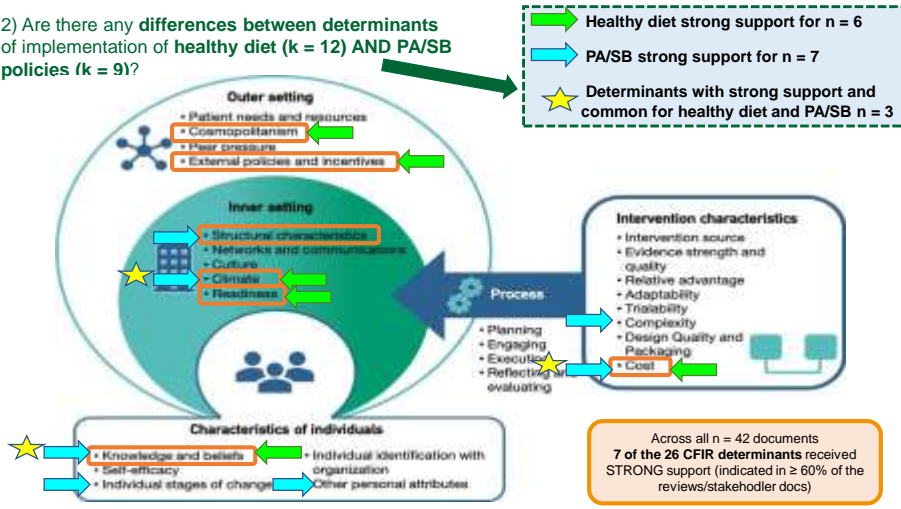 2) Are there any differences between determinants
of implementation of healthy diet (k = 12) AND PA/SB
policies (k = 9)?
Healthy diet strong support for n = 6
PA/SB strong support for n = 7
Determinants with strong support and
common for healthy diet and PA/SB n = 3
Outer setting
• Patient needs and resources
• Cosmopolitanism
• Peer pressure
• External policies and incentives
Inner setting
• Structural characteristics
• Networks and communications
• Culture
• Climate
• Readiness
Process
• Planning
• Engaging
• Executing
• Reflecting and
evaluating
Intervention characteristics
• Intervention source
• Evidence strength and
quality
• Relative advantage
• Adaptability
• Trialability
• Complexity
• Design Quality and
Packaging
• Cost
Characteristics of individuals
• Knowledge and beliefs
• Self-efficacy
• Individual stages of change
• Individual identification with
organization
• Other personal attributes
Across all n = 42 documents
7 of the 26 CFIR determinants received
STRONG support (indicated in ≥ 60% of the
reviews/stakehodler docs)